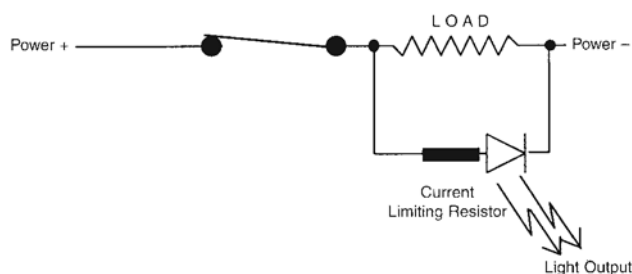 LOAD
Power +
Power –
Current
Limiting Resistor
Light Output